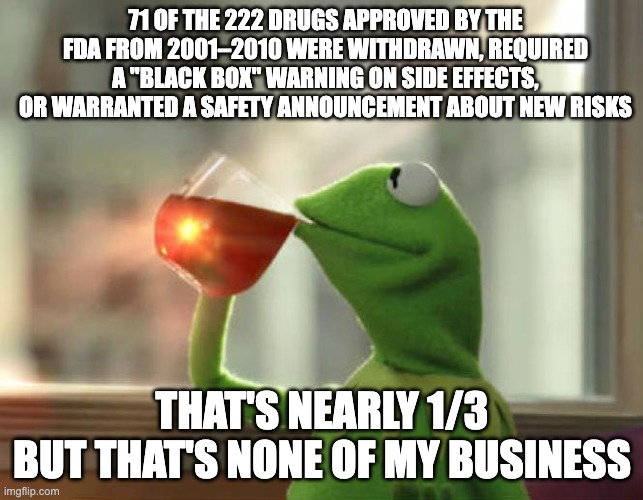 71 OF THE 222 DRUGS APPROVED BY THE
FDA FROM 2001–2010 WERE WITHDRAWN, REQUIRED
A "BLACK BOX" WARNING ON SIDE EFFECTS,
OR WARRANTED A SAFETY ANNOUNCEMENT ABOUT NEW RISKS
THAT'S NEARLY 1/3
BUT THAT'S NONE OF MY BUSINESS
imgflip.com